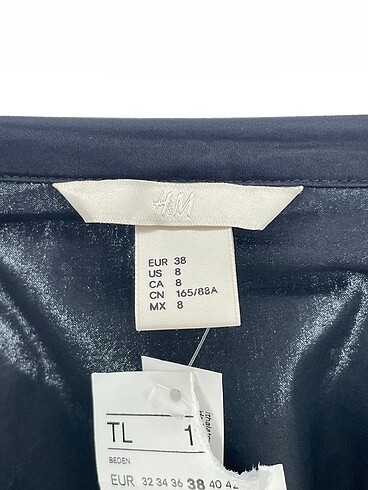 H&M
EUR 38
US 8
CA 8
CN 165/88A
MX 8
TL 1
BEDEN
EUR 32 34 36 38 40 42